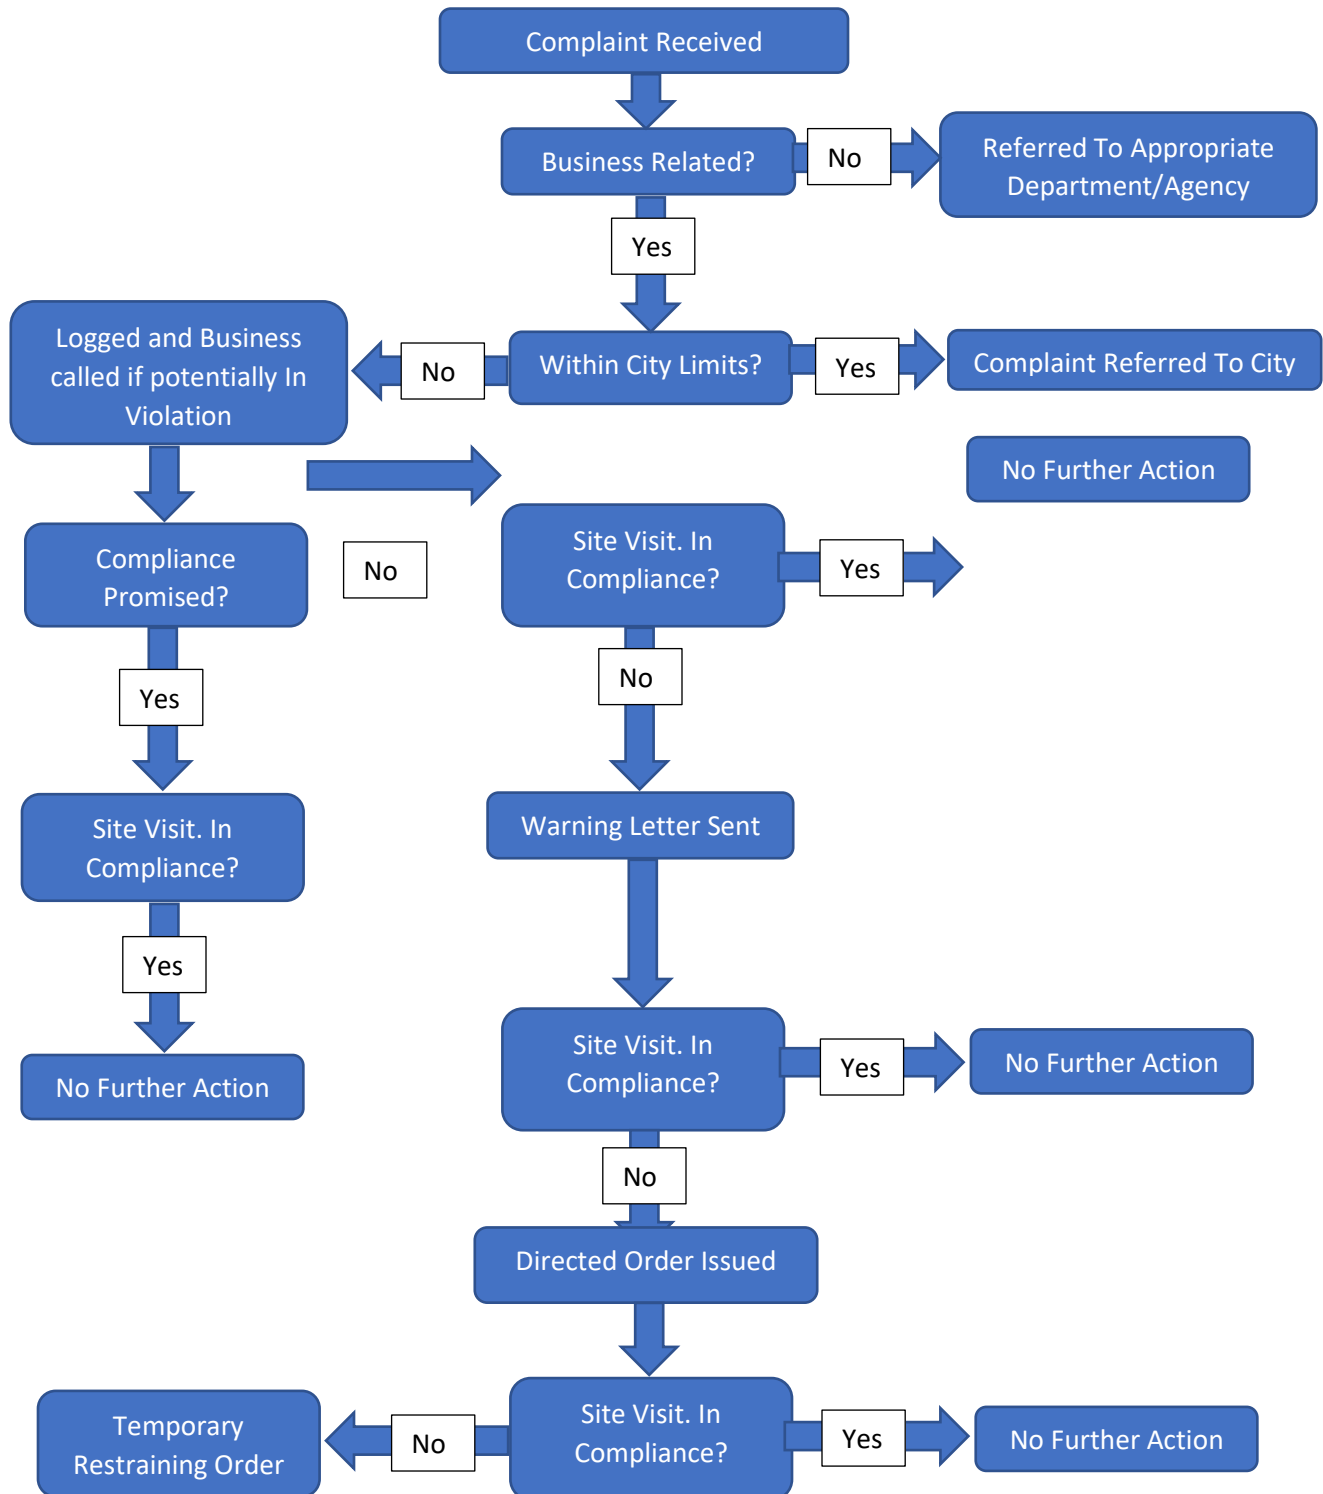 Complaint Received
Business Related?
No
Referred To Appropriate
Department/Agency
Yes
Logged and Business
called if potentially In
Violation
No
Within City Limits?
Yes
Complaint Referred To City
No Further Action
Compliance
Promised?
No
Site Visit. In
Compliance?
Yes
Yes
No
Site Visit. In
Compliance?
Warning Letter Sent
Yes
No Further Action
Site Visit. In
Compliance?
Yes
No Further Action
No
Directed Order Issued
Temporary
Restraining Order
No
Site Visit. In
Compliance?
Yes
No Further Action